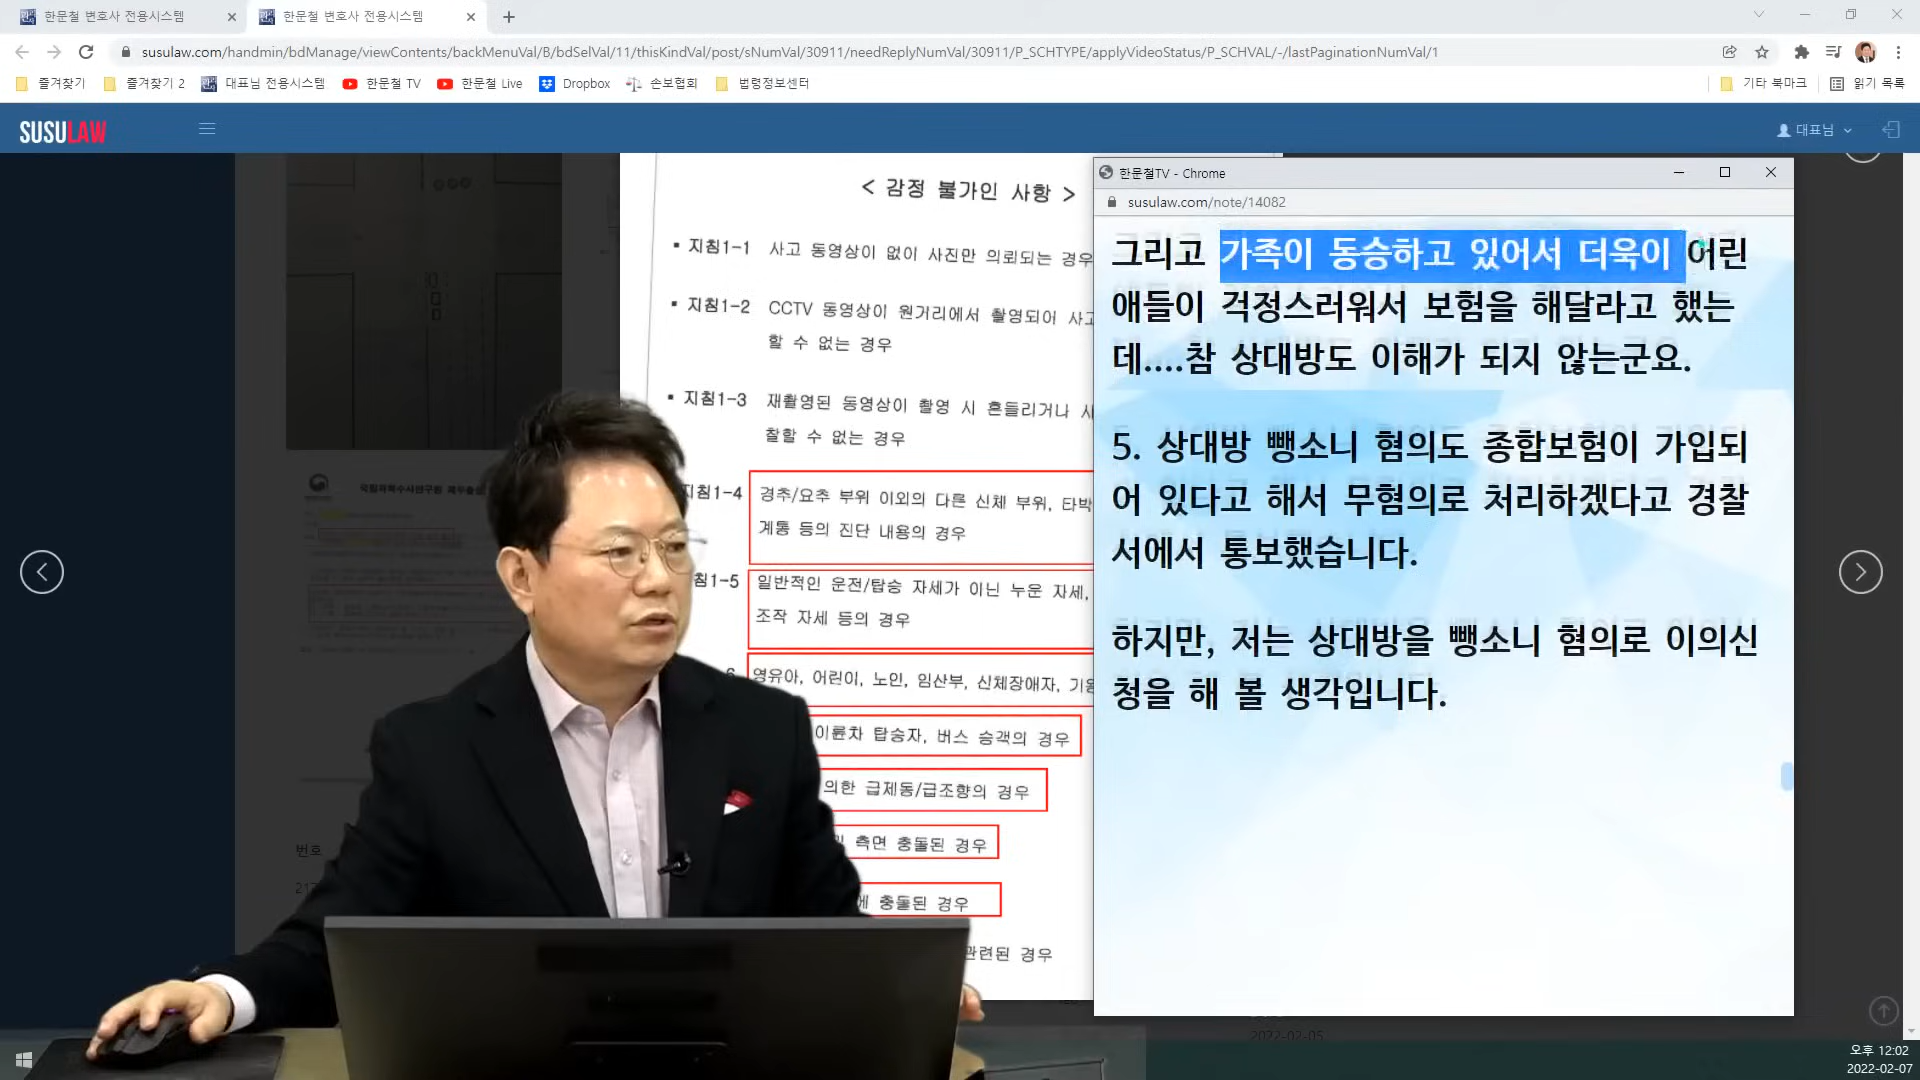 한문철 변호사 전용시스템
한문철 변호사 전용시스템
susulaw.com/handmin/bdManage/viewContents/backMenuVal/B/bdSelVal/11/thisKindVal/post/sNumVal/30911/needReplyNumVal/30911/P_SCHTYPE/applyVideoStatus/P_SCHVAL/-/lastPaginationNumVal/1
즐겨찾기
즐겨찾기 2
대표님 전용시스템
한문철 TV
한문철 Live
Dropbox
손보협회
법령정보센터
기타 북마크
읽기 목록
SUSULAW
대표님
< 감정 불가인 사항 >
▪ 지침1-1 사고 동영상이 없이 사진만 의뢰되는 경우
▪ 지침1-2 CCTV 동영상이 원거리에서 촬영되어 사고
할 수 없는 경우
▪ 지침1-3 재촬영된 동영상이 촬영 시 흔들리거나 사
찰할 수 없는 경우
지침1-4 경추/요추 부위 이외의 다른 신체 부위, 타박
계통 등의 진단 내용의 경우
침1-5 일반적인 운전/탑승 자세가 이닌 누운 자세,
조작 자세 등의 경우
영유아, 어린이, 노인, 임산부, 신체장애자, 기왕
이륜차 탑승자, 버스 승객의 경우
의한 급제동/급조향의 경우
측면 충돌된 경우
에 충돌된 경우
관련된 경우
번호
2022-02-05
한문철TV - Chrome
susulaw.com/note/14082
그리고 가족이 동승하고 있어서 더욱이 어린
애들이 걱정스러워서 보험을 해달라고 했는
데....참 상대방도 이해가 되지 않는군요.
5. 상대방 뺑소니 혐의도 종합보험이 가입되
어 있다고 해서 무혐의로 처리하겠다고 경찰
서에서 통보했습니다.
하지만, 저는 상대방을 뺑소니 혐의로 이의신
청을 해 볼 생각입니다.
오후 12:02
2022-02-07